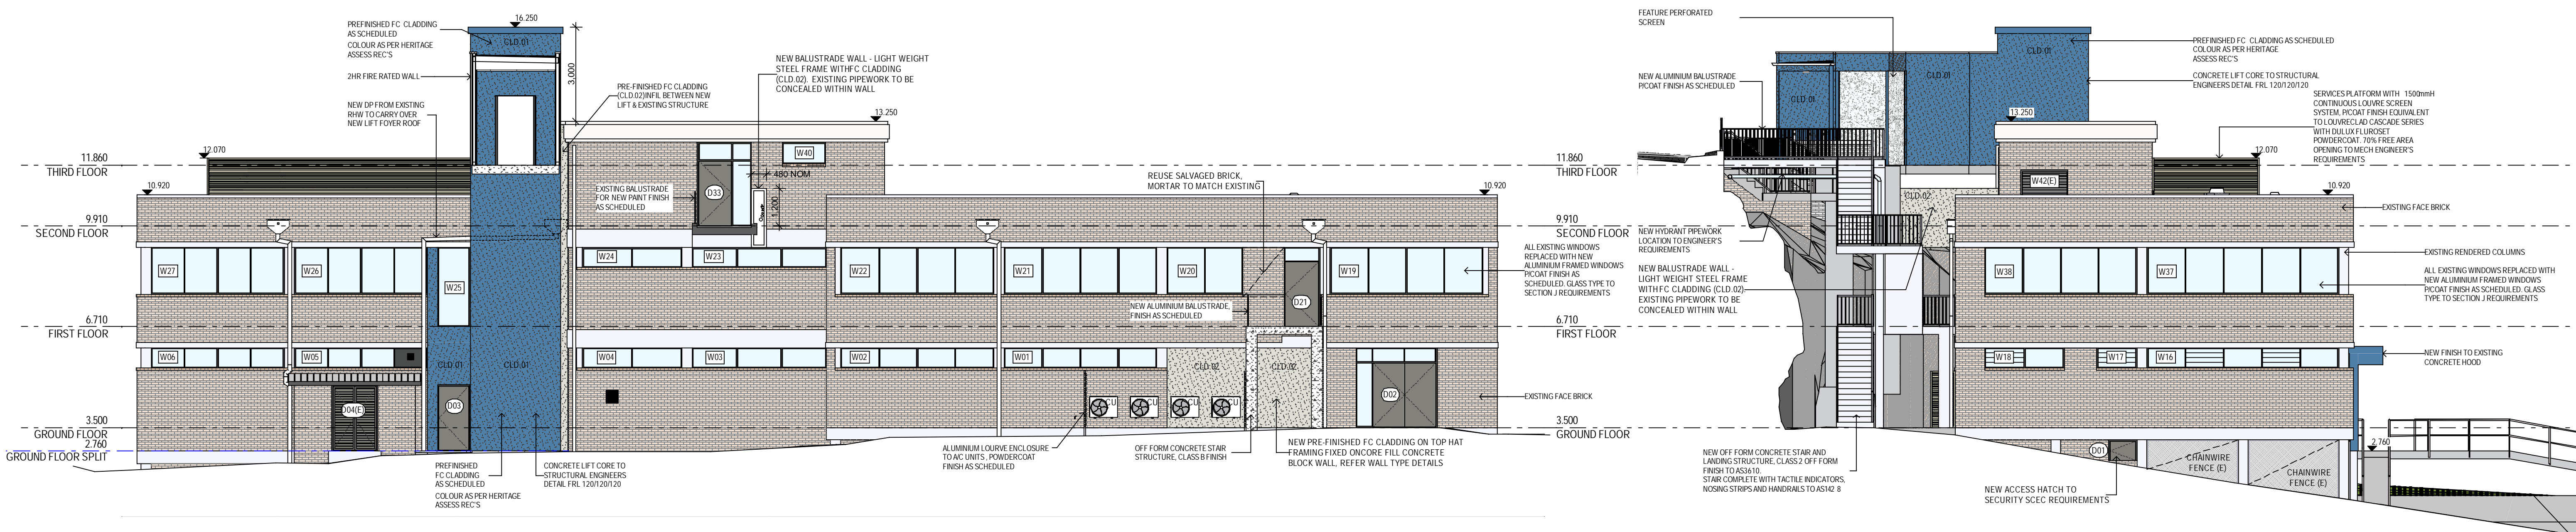 PREFINISHED FC CLADDING
AS SCHEDULED
COLOUR AS PER HERITAGE
ASSESS REC'S
2HR FIRE RATED WALL
NEW DP FROM EXISTING
RHW TO CARRY OVER
NEW LIFT FOYER ROOF
16.250
CLD.01
3,000
PRE-FINISHED FC CLADDING
(CLD.02)INFIL BETWEEN NEW
LIFT & EXISTING STRUCTURE
NEW BALUSTRADE WALL - LIGHT WEIGHT
STEEL FRAME WITHFC CLADDING
(CLD.02). EXISTING PIPEWORK TO BE
CONCEALED WITHIN WALL
13.250
12.070
10.920
11.860
THIRD FLOOR
9.910
SECOND FLOOR
6.710
FIRST FLOOR
3.500
GROUND FLOOR
2.760
GROUND FLOOR SPLIT
W40
D33
480 NOM
1,200
EXISTING BALUSTRADE
FOR NEW PAINT FINISH
AS SCHEDULED
REUSE SALVAGED BRICK,
MORTAR TO MATCH EXISTING
10.920
W27
W26
W25
W24
W23
W22
W21
W20
D21
W19
NEW ALUMINIUM BALUSTRADE,
FINISH AS SCHEDULED
ALL EXISTING WINDOWS
REPLACED WITH NEW
ALUMINIUM FRAMED WINDOWS
P/COAT FINISH AS
SCHEDULED. GLASS TYPE TO
SECTION J REQUIREMENTS
W06
W05
CLD.01
CLD.01
W04
W03
W02
W01
CLD.02
CLD.02
D04(E)
D03
CU
CU
CU
CU
D02
EXISTING FACE BRICK
PREFINISHED
FC CLADDING
AS SCHEDULED
COLOUR AS PER HERITAGE
ASSESS REC'S
CONCRETE LIFT CORE TO
STRUCTURAL ENGINEERS
DETAIL FRL 120/120/120
ALUMINIUM LOURVE ENCLOSURE
TO A/C UNITS, POWDERCOAT
FINISH AS SCHEDULED
OFF FORM CONCRETE STAIR
STRUCTURE, CLASS B FINISH
NEW PRE-FINISHED FC CLADDING ON TOP HAT
FRAMING FIXED ONCORE FILL CONCRETE
BLOCK WALL, REFER WALL TYPE DETAILS
11.860
THIRD FLOOR
9.910
SECOND FLOOR
6.710
FIRST FLOOR
3.500
GROUND FLOOR
FEATURE PERFORATED
SCREEN
NEW ALUMINIUM BALUSTRADE
P/COAT FINISH AS SCHEDULED
NEW HYDRANT PIPEWORK
LOCATION TO ENGINEER'S
REQUIREMENTS
NEW BALUSTRADE WALL -
LIGHT WEIGHT STEEL FRAME
WITHFC CLADDING (CLD.02).
EXISTING PIPEWORK TO BE
CONCEALED WITHIN WALL
CLD.01
CLD.01
CLD.01
CLD.02
PREFINISHED FC CLADDING AS SCHEDULED
COLOUR AS PER HERITAGE
ASSESS REC'S
CONCRETE LIFT CORE TO STRUCTURAL
ENGINEERS DETAIL FRL 120/120/120
SERVICES PLATFORM WITH 1500mmH
CONTINUOUS LOUVRE SCREEN
SYSTEM, P/COAT FINISH EQUIVALENT
TO LOUVRECLAD CASCADE SERIES
WITH DULUX FLUROSET
POWDERCOAT. 70% FREE AREA
OPENING TO MECH ENGINEER'S
REQUIREMENTS
13.250
12.070
10.920
W42(E)
EXISTING FACE BRICK
EXISTING RENDERED COLUMNS
ALL EXISTING WINDOWS REPLACED WITH
NEW ALUMINIUM FRAMED WINDOWS
P/COAT FINISH AS SCHEDULED. GLASS
TYPE TO SECTION J REQUIREMENTS
W38
W37
W18
W17
W16
NEW FINISH TO EXISTING
CONCRETE HOOD
2.760
D01
CHAINWIRE
FENCE (E)
CHAINWIRE
FENCE (E)
NEW OFF FORM CONCRETE STAIR AND
LANDING STRUCTURE, CLASS 2 OFF FORM
FINISH TO AS3610.
STAIR COMPLETE WITH TACTILE INDICATORS,
NOSING STRIPS AND HANDRAILS TO AS142 8
NEW ACCESS HATCH TO
SECURITY SCEC REQUIREMENTS